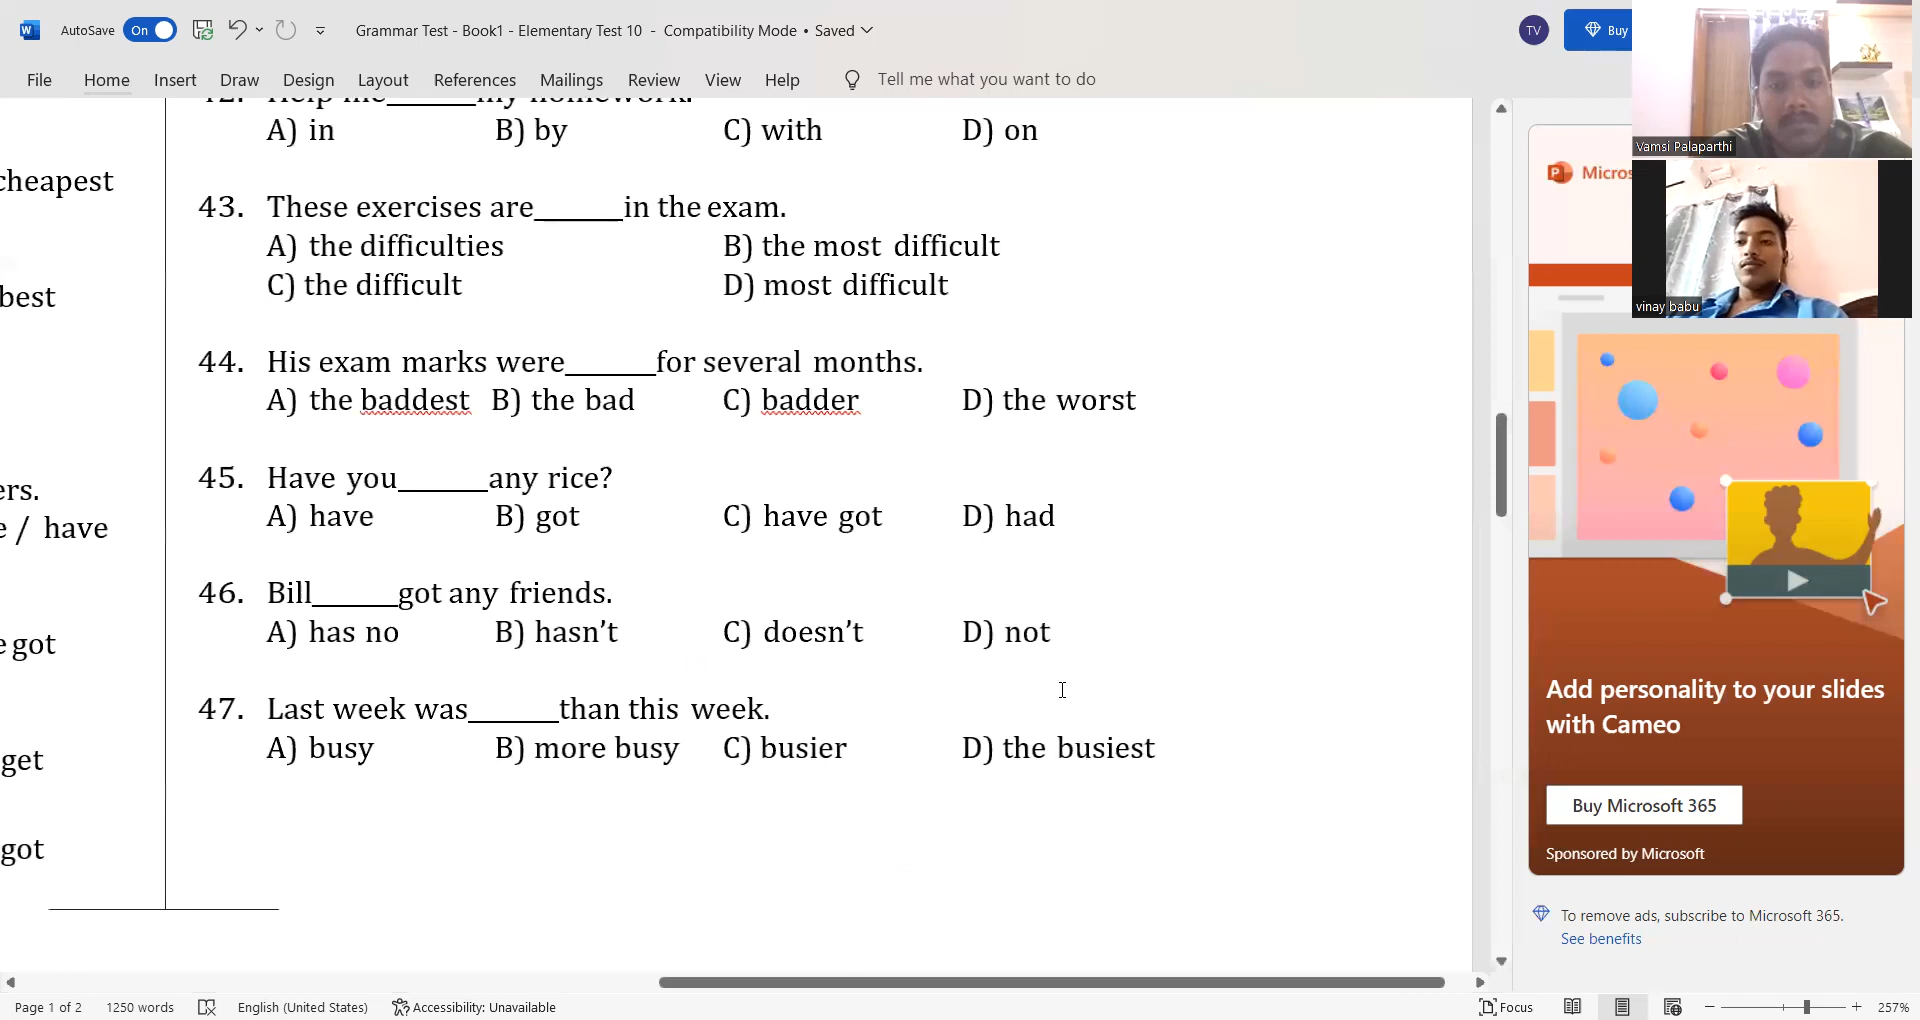 AutoSave On Grammar Test - Book1 - Elementary Test 10 - Compatibility Mode • Saved TV Buy
File Home Insert Draw Design Layout References Mailings Review View Help Tell me what you want to do
Vamsi Palaparthi
vinay babu
cheapest
best
ers.
e / have
e got
get
got
42. Help me______my homework.
A) in B) by C) with D) on
43. These exercises are______in the exam.
A) the difficulties B) the most difficult
C) the difficult D) most difficult
44. His exam marks were______for several months.
A) the baddest B) the bad C) badder D) the worst
45. Have you______any rice?
A) have B) got C) have got D) had
46. Bill______got any friends.
A) has no B) hasn't C) doesn't D) not
47. Last week was______than this week.
A) busy B) more busy C) busier D) the busiest
Micros
Add personality to your slides
with Cameo
Buy Microsoft 365
Sponsored by Microsoft
To remove ads, subscribe to Microsoft 365.
See benefits
Page 1 of 2 1250 words English (United States) Accessibility: Unavailable Focus 257%